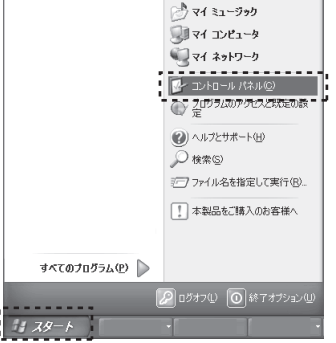 マイ ミュージック
マイ コンピュータ
マイ ネットワーク
コントロール パネル(C)
プログラムのアクセスと既定の設
定
ヘルプとサポート(H)
検索(S)
ファイル名を指定して実行(R)...
本製品をご購入のお客様へ
すべてのプログラム(P)
ログオフ(L)
終了オプション(U)
スタート